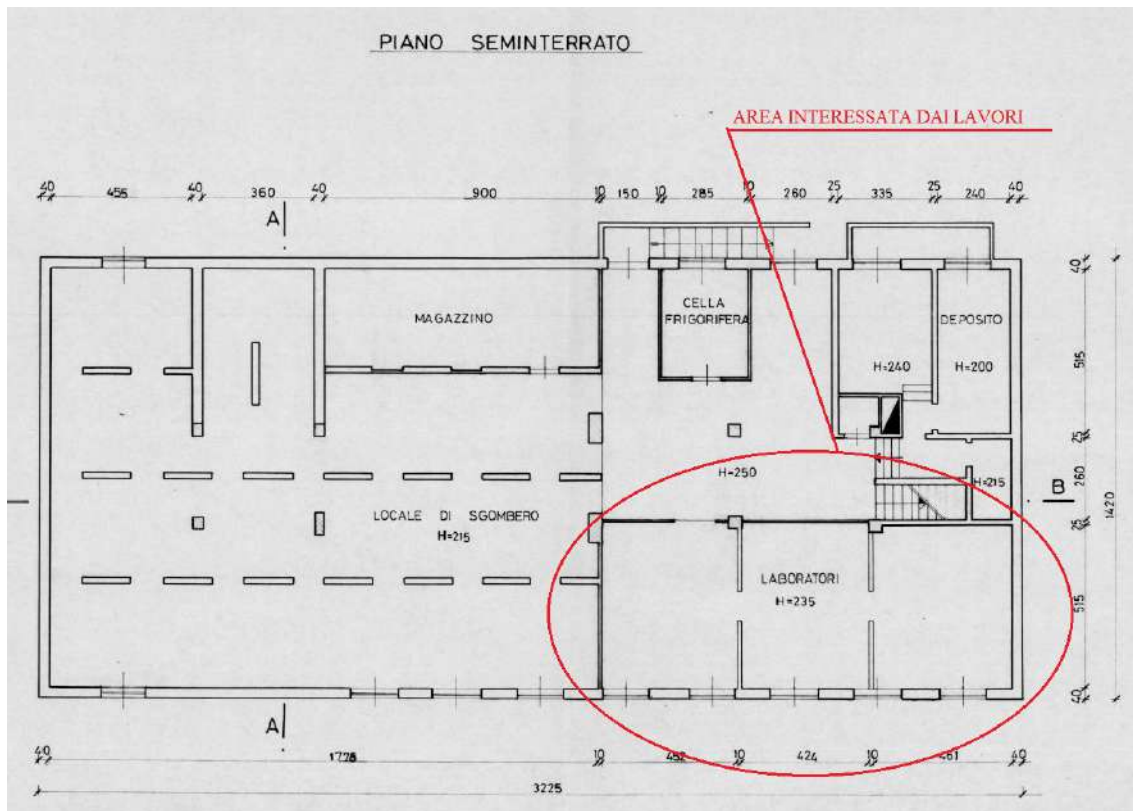 PIANO SEMINTERRATO
AREA INTERESSATA DAI LAVORI
40 455 40 360 40 900 10 150 10 285 10 260 25 335 25 240 40
A
MAGAZZINO
CELLA
FRIGORIFERA
DEPOSITO
H=240
H=200
40
515
25
260
25
515
40
1420
H=250
H=215
B
LOCALE DI SGOMBERO
H=215
LABORATORI
H=235
A
40 10 452 10 424 10 461 40
3225